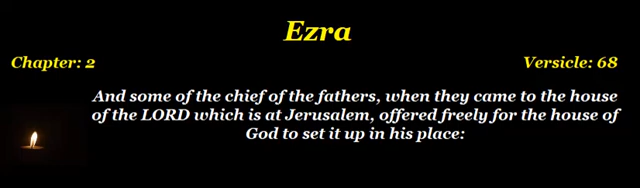 Ezra
Chapter: 2 Versicle: 68
And some of the chief of the fathers, when they came to the house
of the LORD which is at Jerusalem, offered freely for the house of
God to set it up in his place: